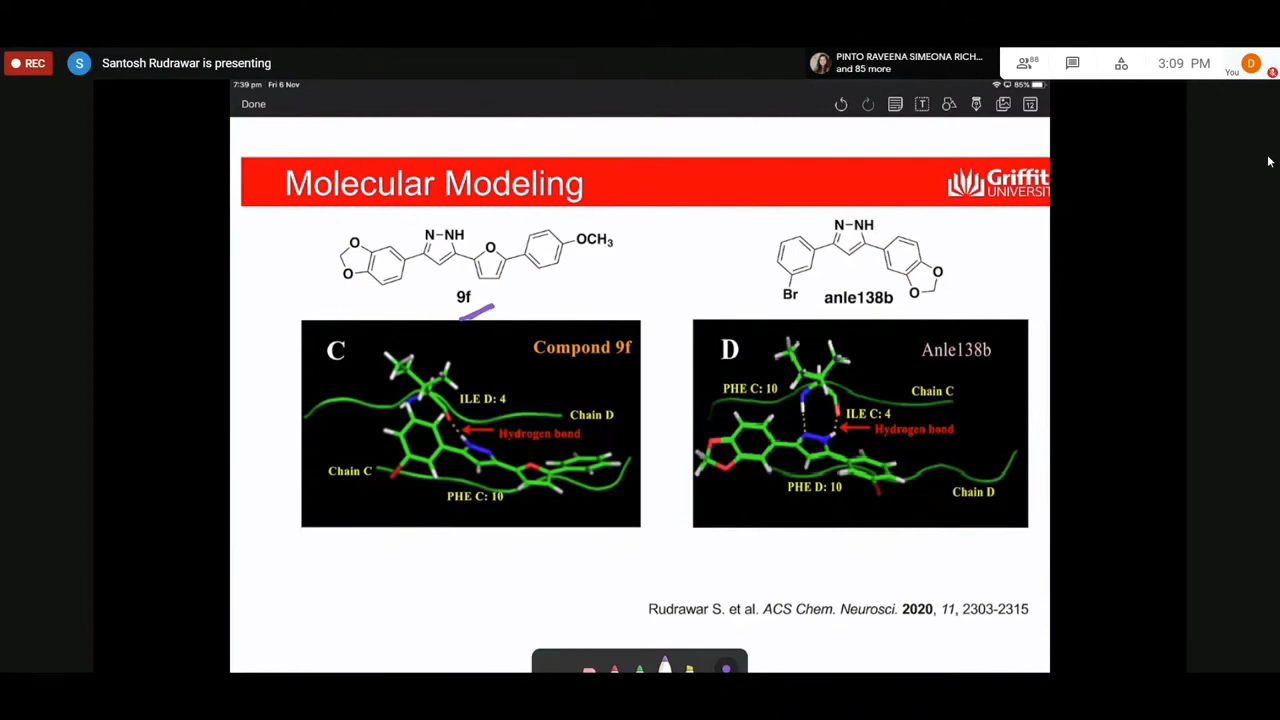 REC
S
Santosh Rudrawar is presenting
PINTO RAVEENA SIMEONA RICH...
and 85 more
88
3:09 PM
You
D
7:39 pm Fri 6 Nov
85%
Done
T
12
Molecular Modeling
Griffit
UNIVERSIT
N
NH
O
O
O
OCH3
9f
N
NH
Br
O
O
anle138b
C
Compond 9f
ILE D: 4
Chain D
Hydrogen bond
Chain C
PHE C: 10
D
Anle138b
PHE C: 10
Chain C
ILE C: 4
Hydrogen bond
PHE D: 10
Chain D
Rudrawar S. et al. ACS Chem. Neurosci. 2020, 11, 2303-2315